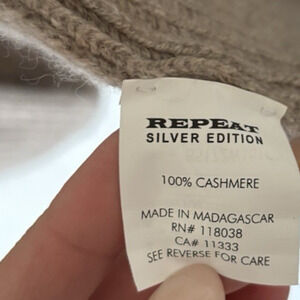 REPEAT
SILVER EDITION
100% CASHMERE
MADE IN MADAGASCAR
RN# 118038
CA# 11333
SEE REVERSE FOR CARE